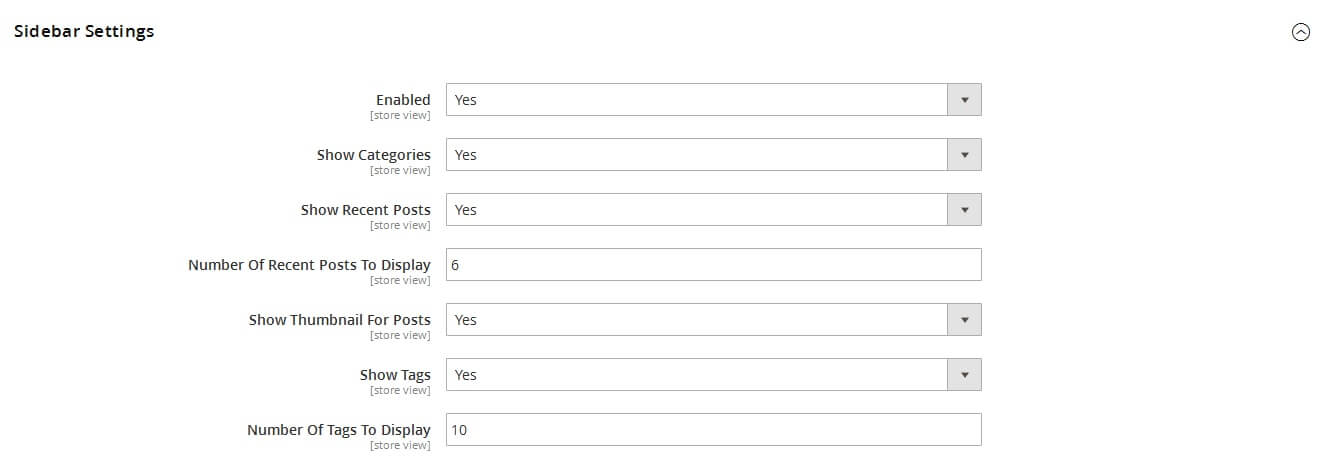 Sidebar Settings
Enabled Yes
[store view]
Show Categories Yes
[store view]
Show Recent Posts Yes
[store view]
Number Of Recent Posts To Display 6
[store view]
Show Thumbnail For Posts Yes
[store view]
Show Tags Yes
[store view]
Number Of Tags To Display 10
[store view]